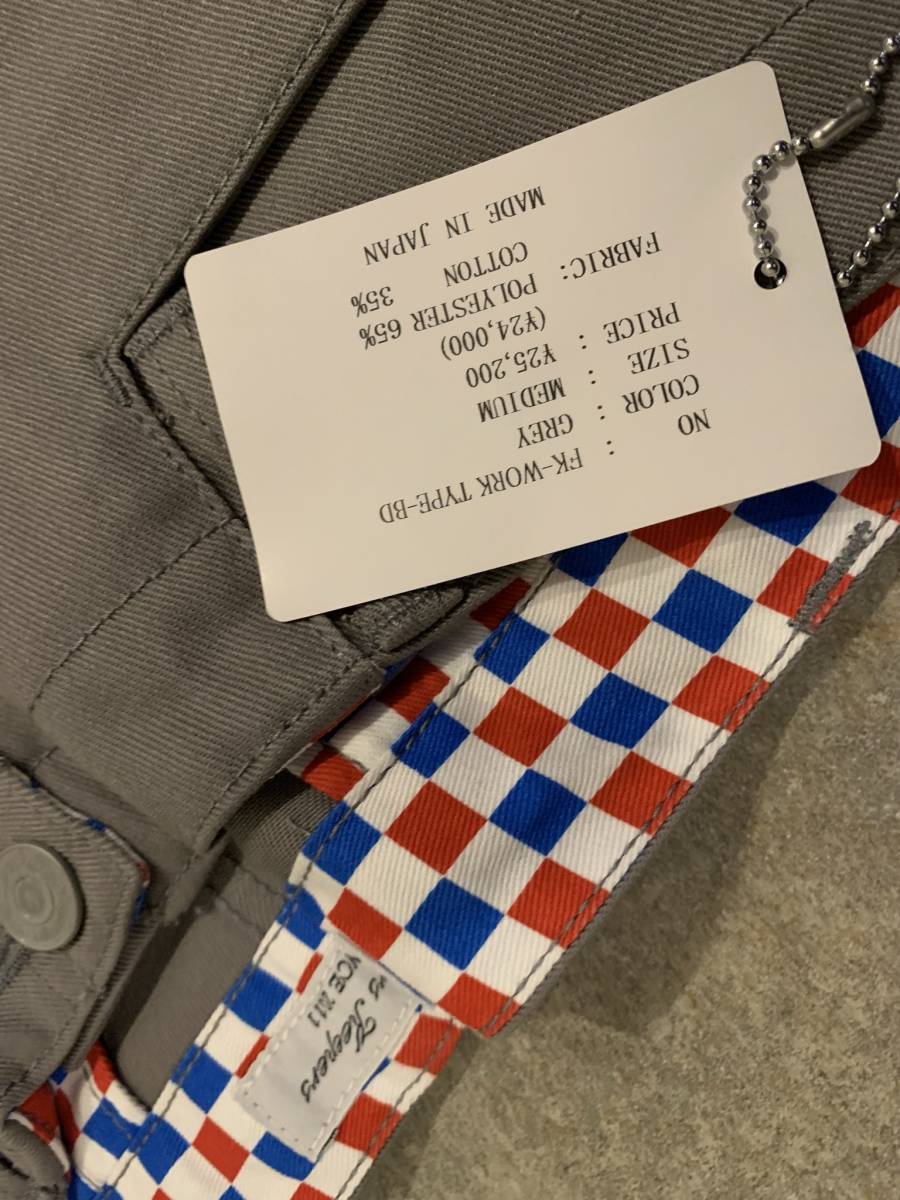 NO : FK-WORK TYPE-BD
COLOR : GREY
SIZE : MEDIUM
PRICE : ¥25,200
(¥24,000)
FABRIC: POLYESTER 65%
COTTON 35%
MADE IN JAPAN
Keepers